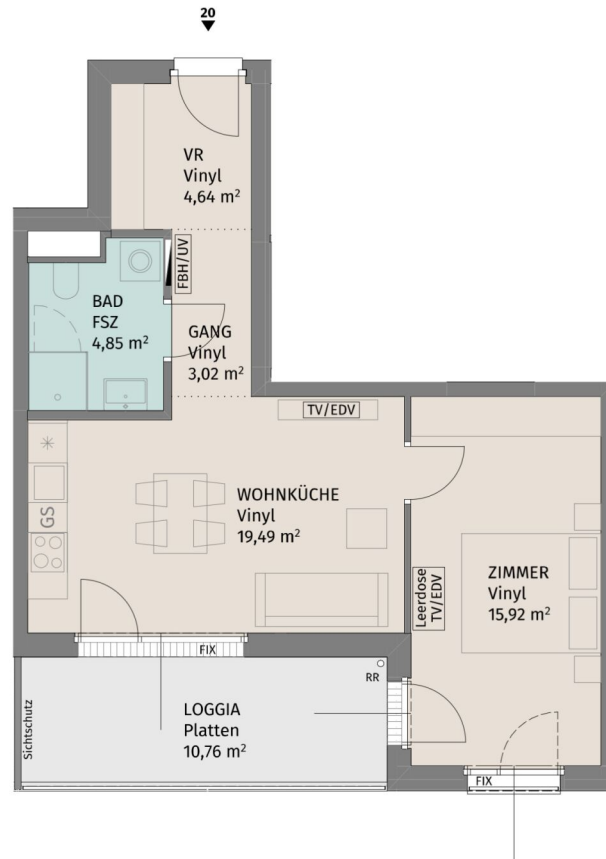 20
VR
Vinyl
4,64 m²
FBH/UV
BAD
FSZ
4,85 m²
GANG
Vinyl
3,02 m²
TV/EDV
GS
WOHNKÜCHE
Vinyl
19,49 m²
Leerdose
TV/EDV
ZIMMER
Vinyl
15,92 m²
FIX
RR
Sichtschutz
LOGGIA
Platten
10,76 m²
FIX